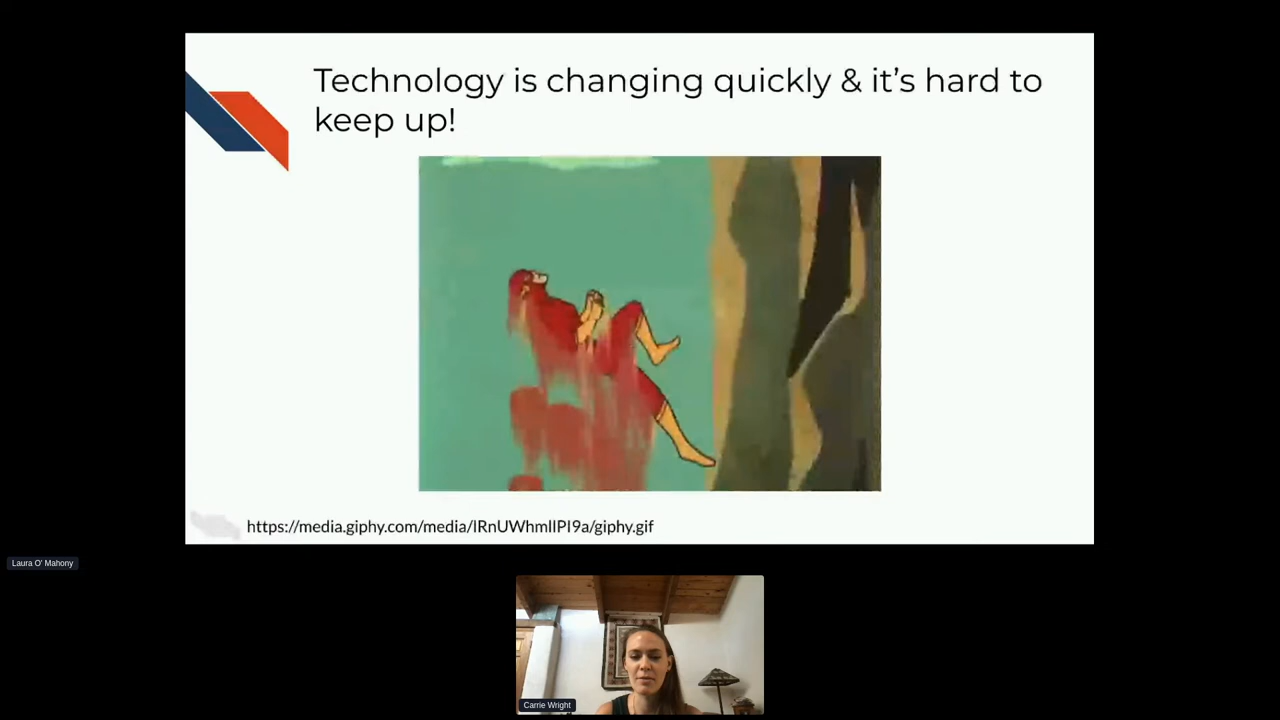 Technology is changing quickly & it's hard to
keep up!
https://media.giphy.com/media/lRnUWhmllPI9a/giphy.gif
Laura O' Mahony
Carrie Wright